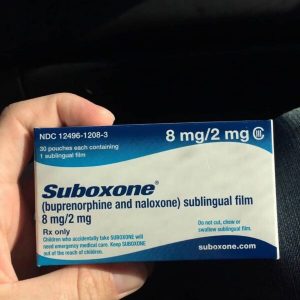 NDC 12496-1208-3
30 pouches each containing
1 sublingual film
8 mg/2 mg CIII
Suboxone®
(buprenorphine and naloxone) sublingual film
8 mg/2 mg
Rx only
Children who accidentally take SUBOXONE will
need emergency medical care. Keep SUBOXONE
out of the reach of children.
Do not cut, chew or
swallow sublingual film.
suboxone.com